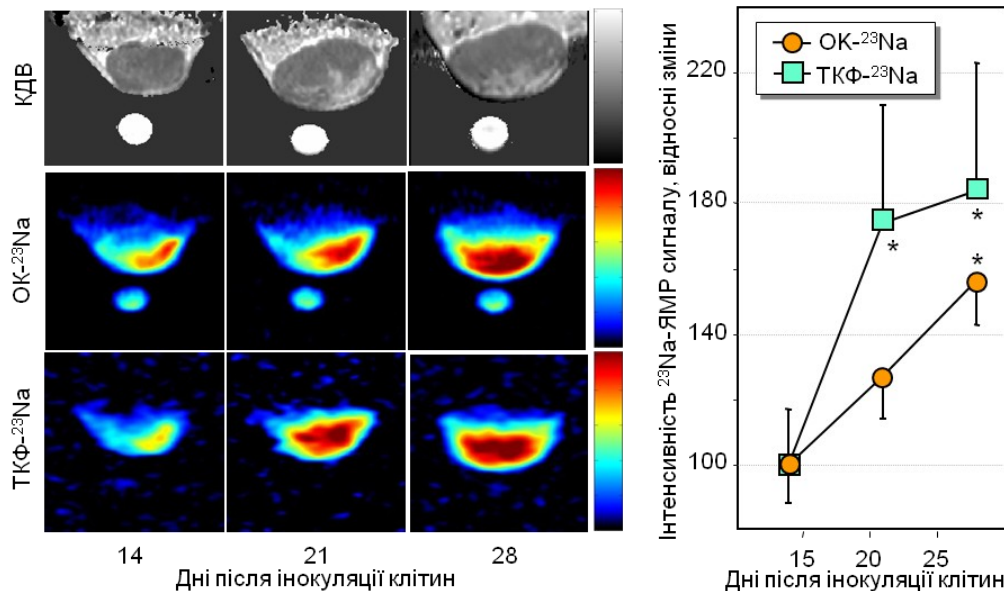 КДВ
ОК-²³Na
ТКФ-²³Na
14 21 28
Дні після інокуляції клітин
Інтенсивність ²³Na-ЯМР сигналу, відносні зміни
ОК-²³Na
ТКФ-²³Na
220
180
*
*
*
140
100
15 20 25
Дні після інокуляції клітин